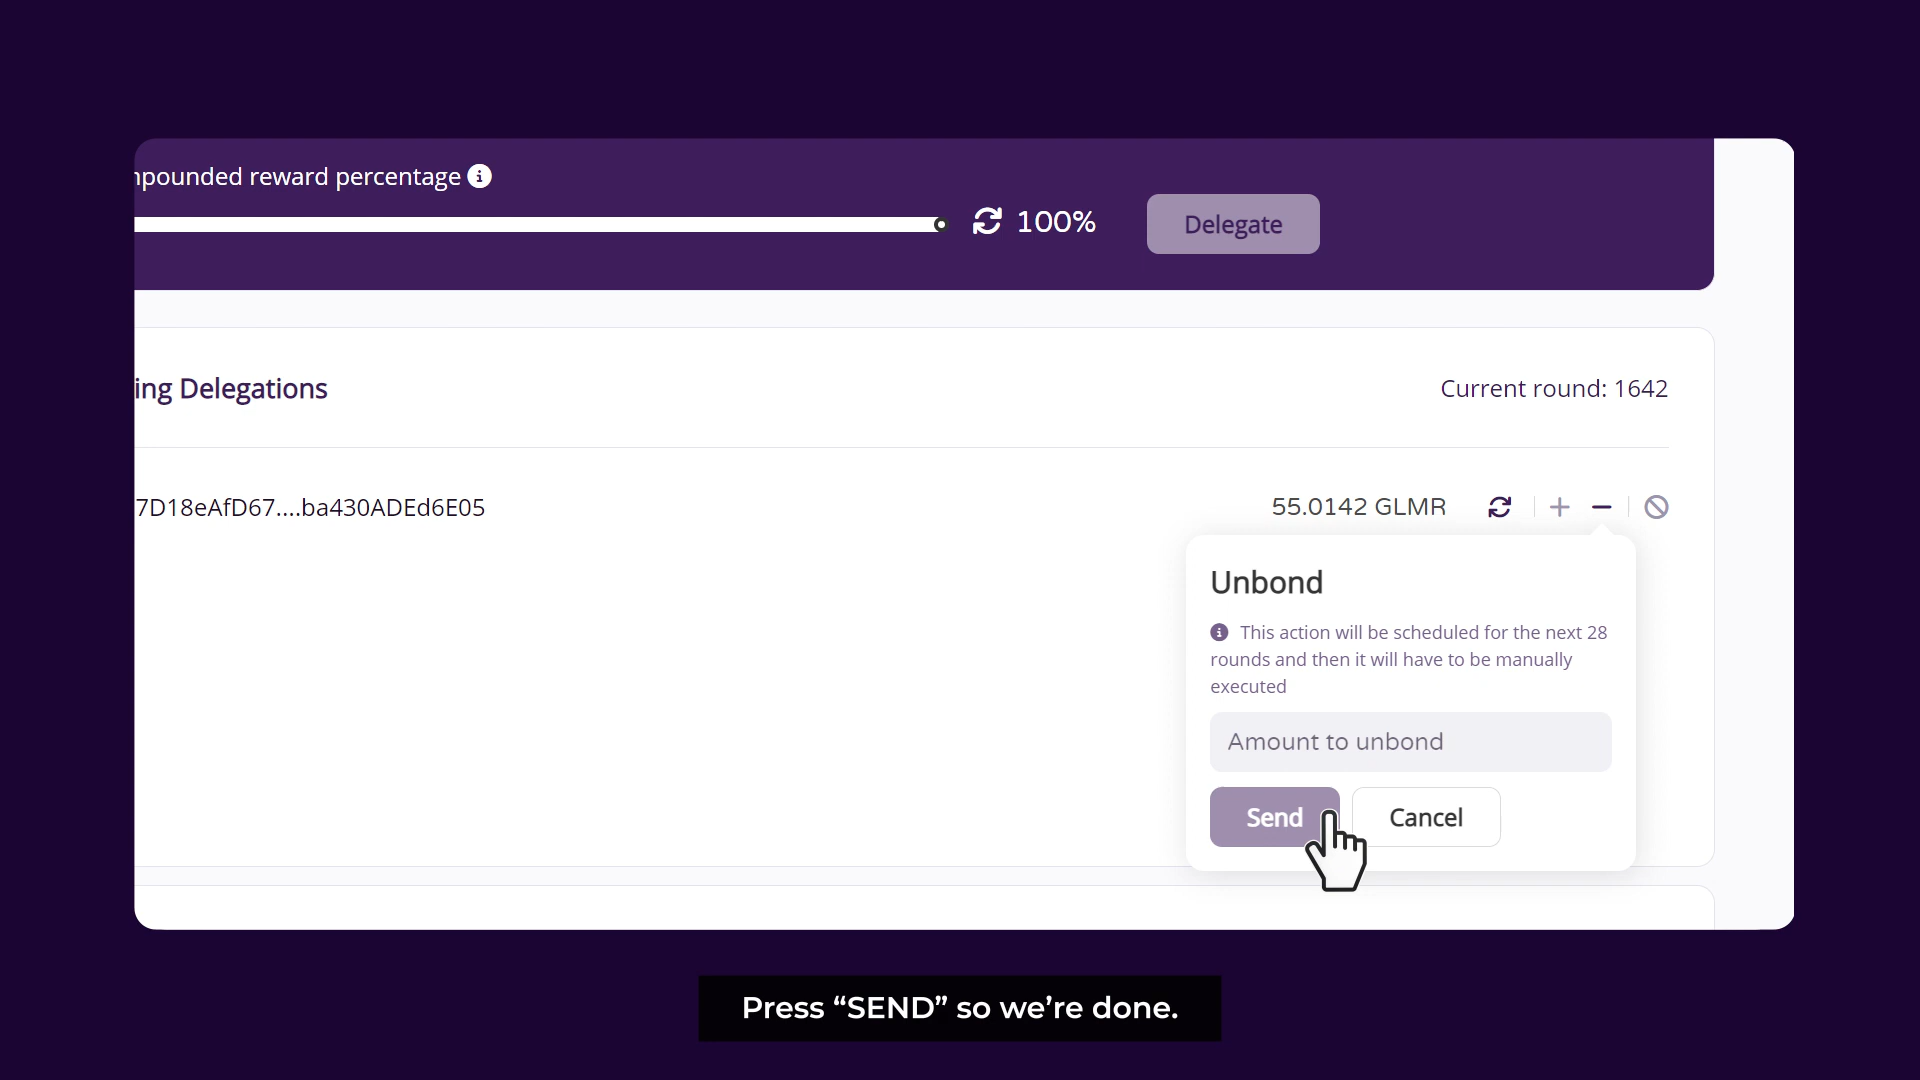 mpounded reward percentage
100%
Delegate
ing Delegations
Current round: 1642
7D18eAfD67....ba430ADEd6E05
55.0142 GLMR
Unbond
This action will be scheduled for the next 28
rounds and then it will have to be manually
executed
Amount to unbond
Send
Cancel
Press “SEND” so we’re done.